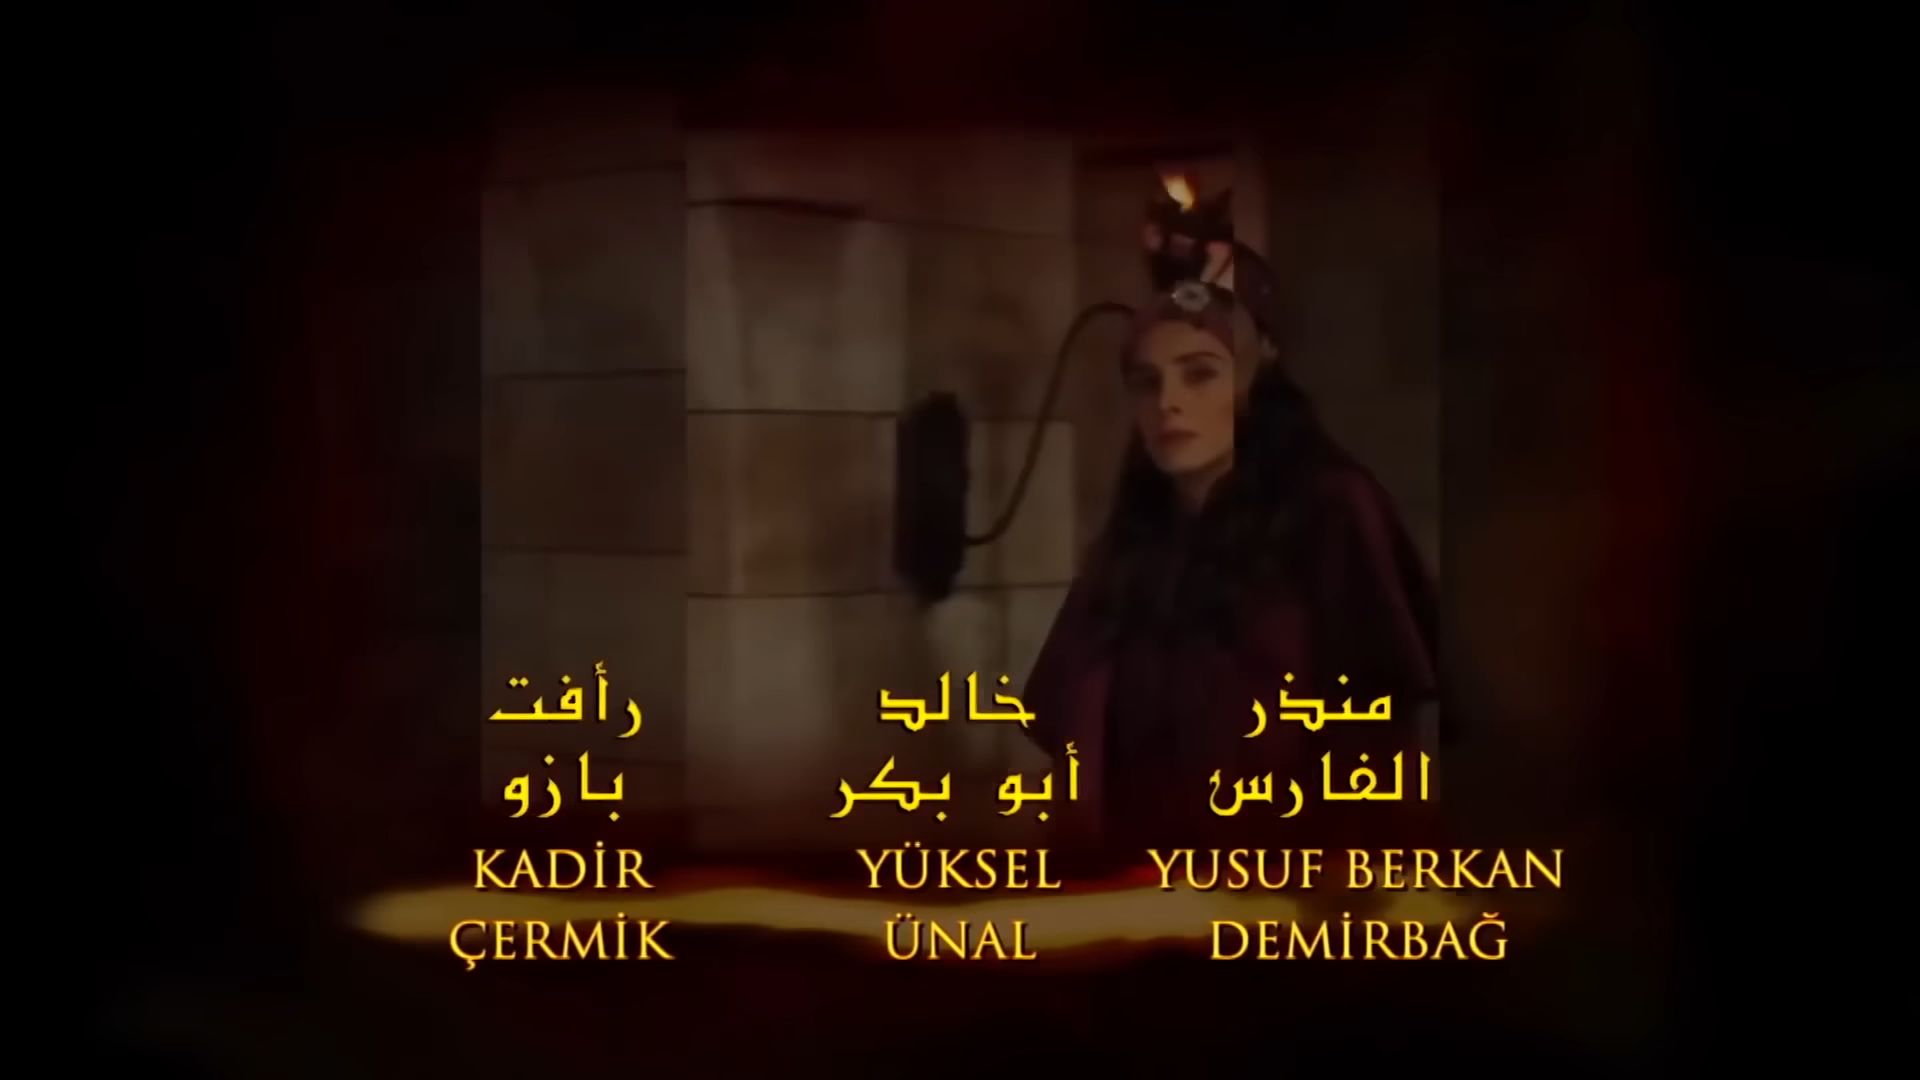 رأفت
بازو
KADİR
ÇERMİK
خالد
أبو بكر
YÜKSEL
ÜNAL
منذر
الفارس
YUSUF BERKAN
DEMİRBAĞ